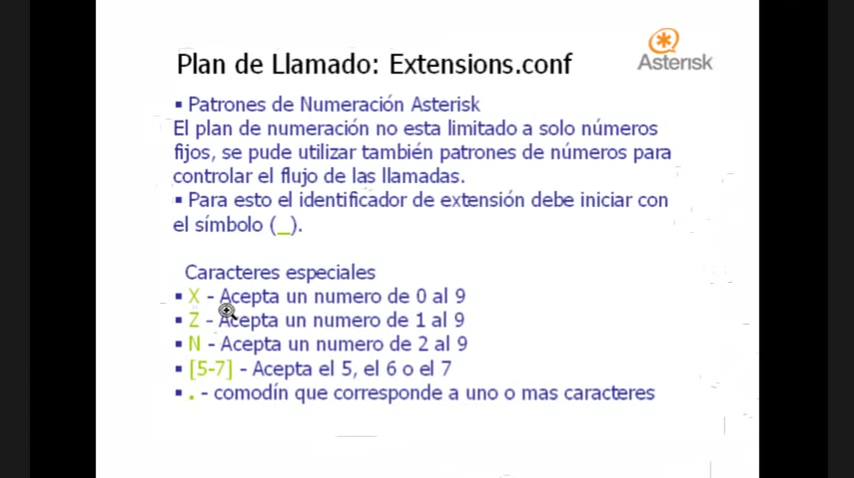 Plan de Llamado: Extensions.conf
Asterisk
▪ Patrones de Numeración Asterisk
El plan de numeración no esta limitado a solo números
fijos, se pude utilizar también patrones de números para
controlar el flujo de las llamadas.
▪ Para esto el identificador de extensión debe iniciar con
el símbolo (_).
Caracteres especiales
▪ X - Acepta un numero de 0 al 9
▪ Z - Acepta un numero de 1 al 9
▪ N - Acepta un numero de 2 al 9
▪ [5-7] - Acepta el 5, el 6 o el 7
▪ . - comodín que corresponde a uno o mas caracteres